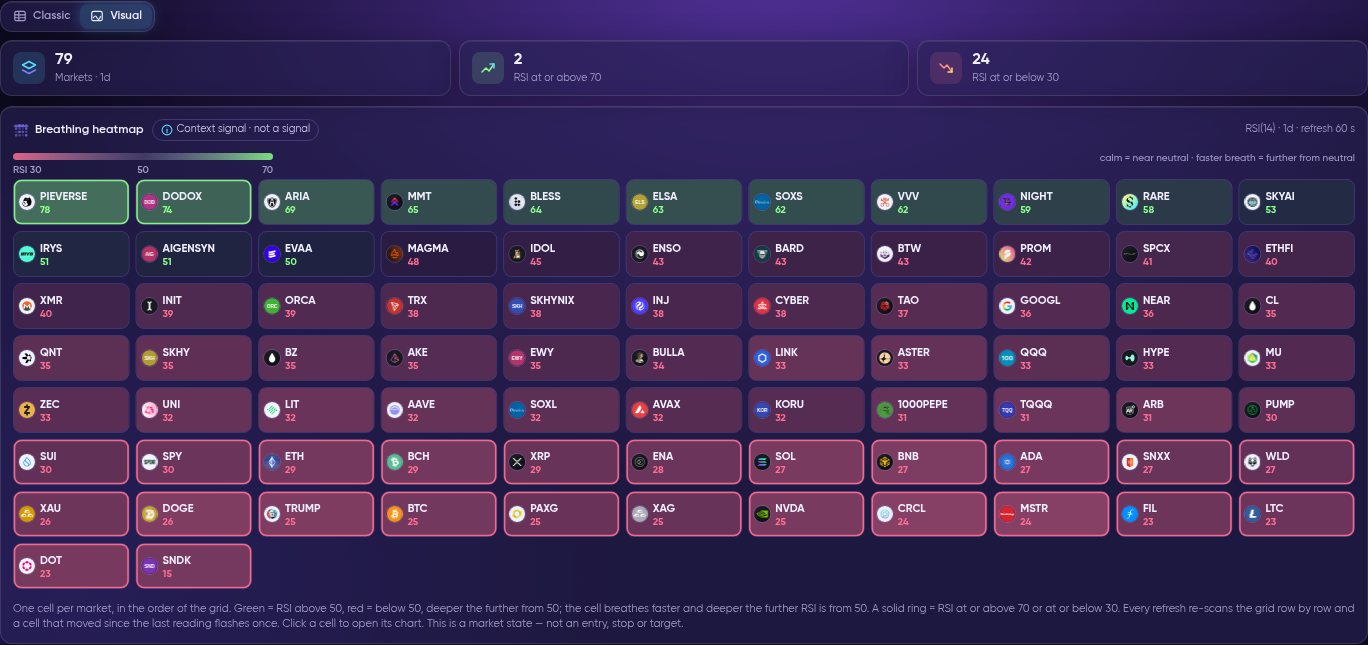 Classic Visual
79
Markets · 1d
2
RSI at or above 70
24
RSI at or below 30
Breathing heatmap Context signal · not a signal RSI(14) · 1d · refresh 60 s
calm = near neutral · faster breath = further from neutral
RSI 30 50 70
PIEVERSE DODOX ARIA MMT BLESS ELSA SOXS VVV NIGHT RARE SKYAI
78 74 69 65 64 63 62 62 59 58 53
IRYS AIGENSYN EVAA MAGMA IDOL ENSO BARD BTW PROM SPCX ETHFI
51 51 50 48 45 43 43 43 42 41 40
XMR INIT ORCA TRX SKHYNIX INJ CYBER TAO GOOGL NEAR CL
40 39 39 38 38 38 38 37 36 36 35
QNT SKHY BZ AKE EWY BULLA LINK ASTER QQQ HYPE MU
35 35 35 35 35 34 33 33 33 33 33
ZEC UNI LIT AAVE SOXL AVAX KORU 1000PEPE TQQQ ARB PUMP
33 32 32 32 32 32 32 31 31 31 30
SUI SPY ETH BCH XRP ENA SOL BNB ADA SNXX WLD
30 30 29 29 29 28 27 27 27 27 27
XAU DOGE TRUMP BTC PAXG XAG NVDA CRCL MSTR FIL LTC
26 26 25 25 25 25 25 24 24 23 23
DOT SNDK
23 15
One cell per market, in the order of the grid. Green = RSI above 50, red = below 50, deeper the further from 50; the cell breathes faster and deeper the further RSI is from 50. A solid ring = RSI at or above 70 or at or below 30. Every refresh re-scans the grid row by row and
a cell that moved since the last reading flashes once. Click a cell to open its chart. This is a market state — not an entry, stop or target.